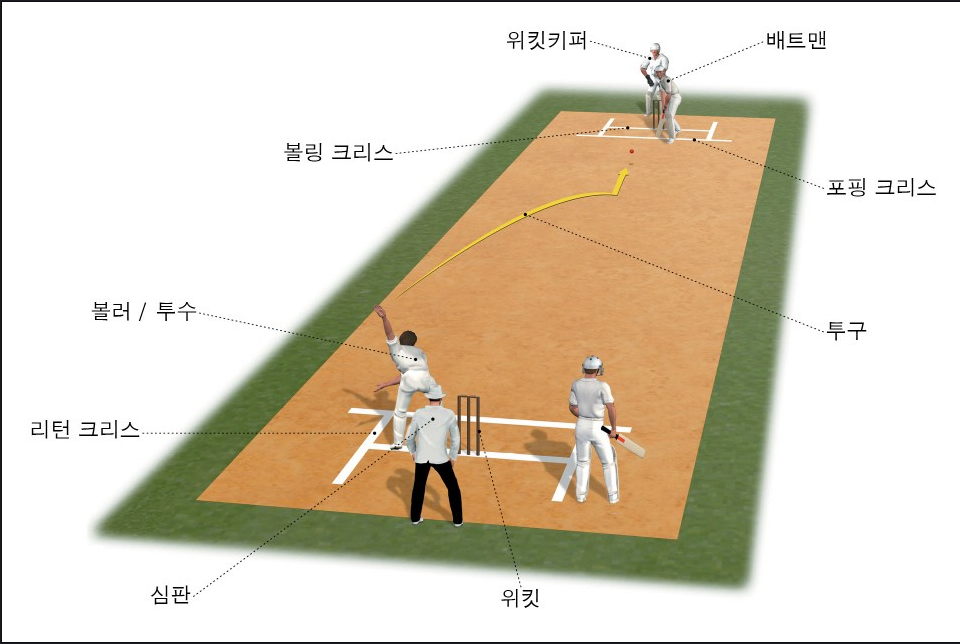 위킷키퍼
배트맨
볼링 크리스
포핑 크리스
볼러 / 투수
투구
리턴 크리스
심판
위킷